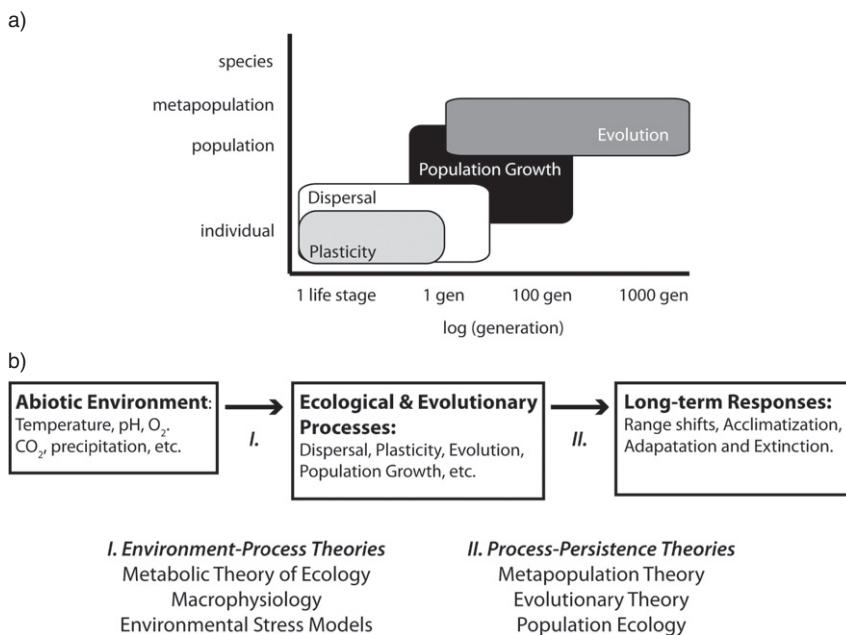 a)
species
metapopulation
population
individual
Evolution
Population Growth
Dispersal
Plasticity
1 life stage 1 gen 100 gen 1000 gen
log (generation)
b)
Abiotic Environment:
Temperature, pH, O₂.
CO₂, precipitation, etc.
I.
Ecological & Evolutionary
Processes:
Dispersal, Plasticity, Evolution,
Population Growth, etc.
II.
Long-term Responses:
Range shifts, Acclimatization,
Adapatation and Extinction.
I. Environment-Process Theories
Metabolic Theory of Ecology
Macrophysiology
Environmental Stress Models
II. Process-Persistence Theories
Metapopulation Theory
Evolutionary Theory
Population Ecology